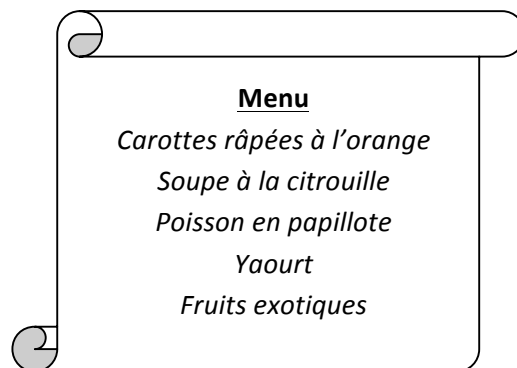 Menu
Carottes râpées à l’orange
Soupe à la citrouille
Poisson en papillote
Yaourt
Fruits exotiques